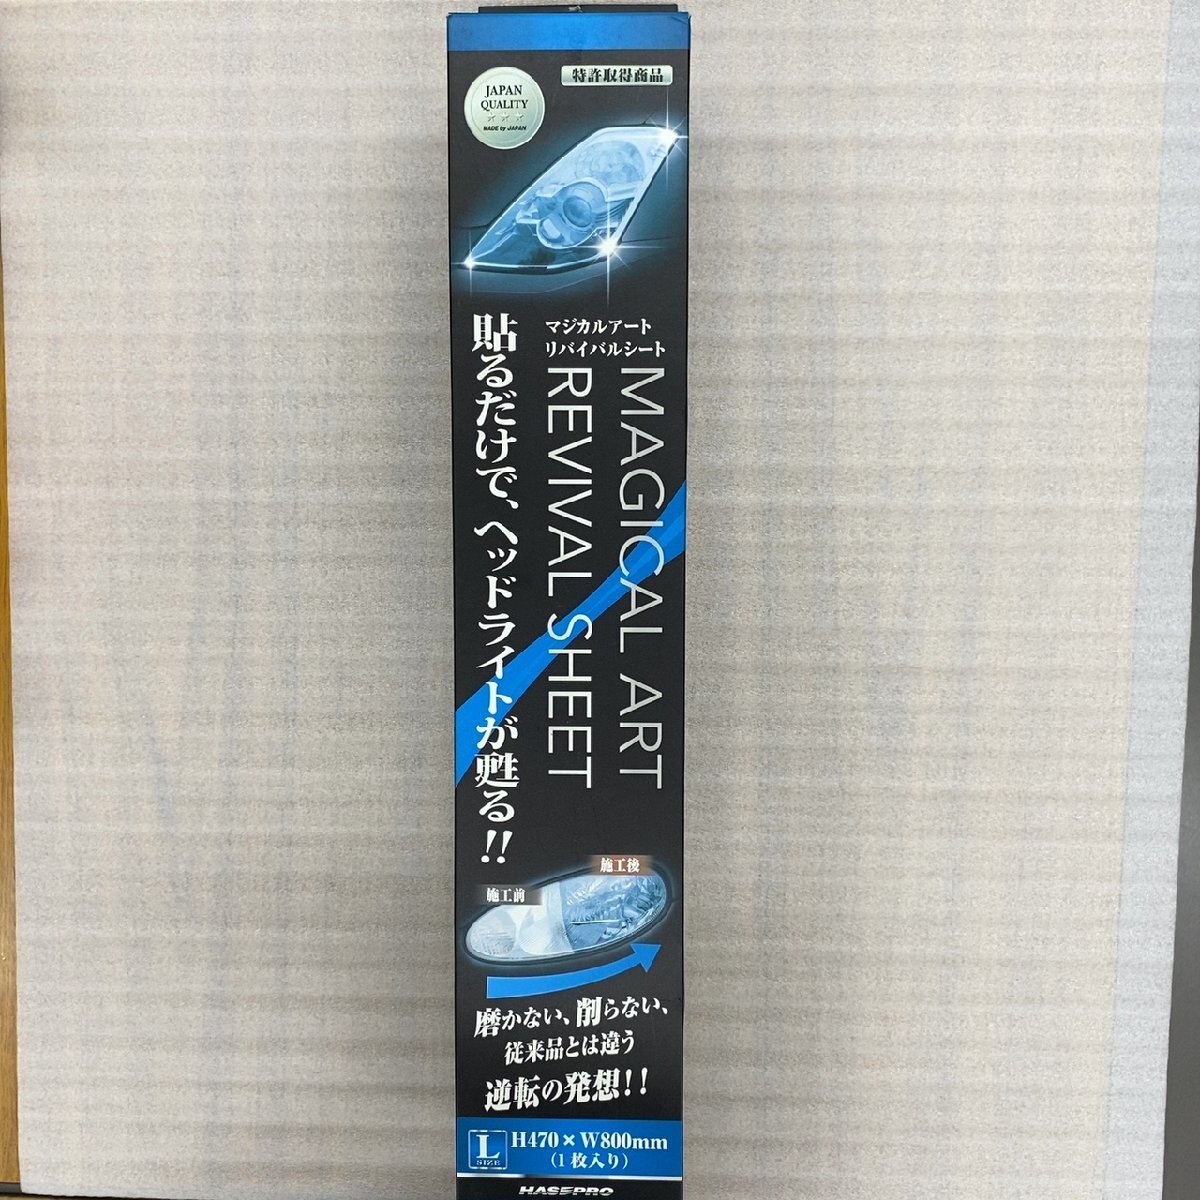 特許取得商品
JAPAN
QUALITY
MADE by JAPAN
マジカルアート
リバイバルシート
MAGICAL ART
REVIVAL SHEET
貼るだけで、ヘッドライトが甦る!!
施工後
施工前
磨かない、削らない、
従来品とは違う
逆転の発想!!
L
SIZE
H470×W800mm
(1枚入り)
HASEPRO